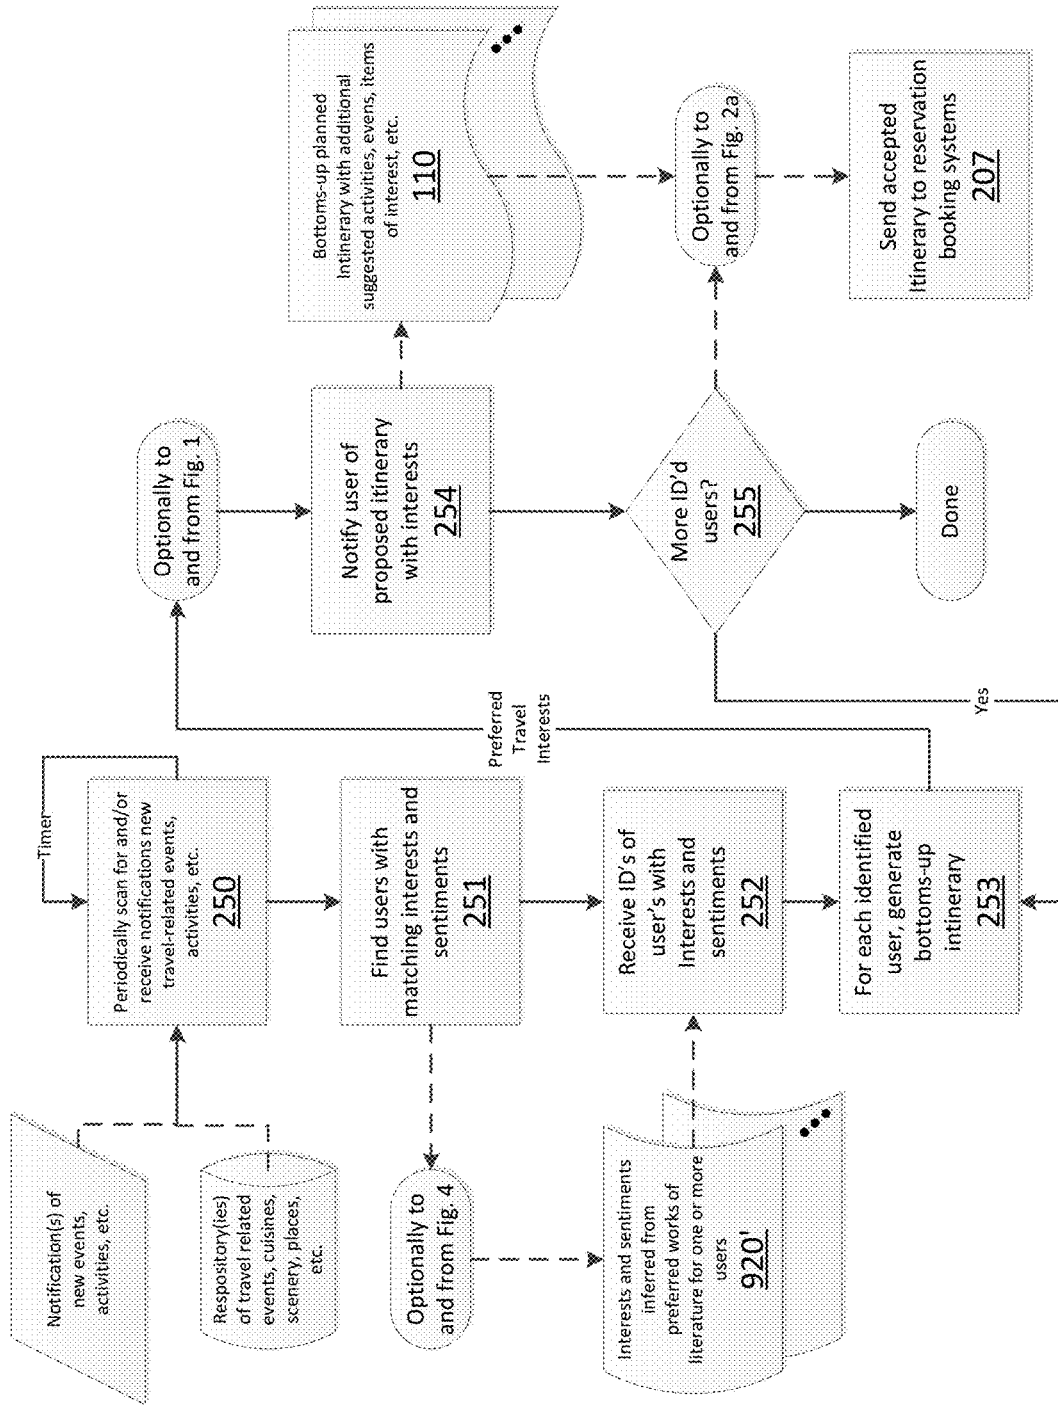 Notification(s) of
new events,
activities, etc.
Respository(ies)
of travel related
events, cuisines,
scenery, places,
etc.
Timer
Periodically scan for and/or
receive notifications new
travel-related events,
activities, etc.
250
Find users with
matching interests and
sentiments
251
Optionally to
and from Fig. 4
Interests and sentiments
inferred from
preferred works of
literature for one or more
users
920'
Receive ID's of
user's with
Interests and
sentiments
252
For each identified
user, generate
bottoms-up
intinerary
253
Preferred
Travel
Interests
Optionally to
and from Fig. 1
Notify user of
proposed itinerary
with interests
254
Bottoms-up planned
Intinerary with additional
suggested activities, evens, items
of interest, etc.
110
More ID'd
users?
255
Yes
Done
Optionally to
and from Fig. 2a
Send accepted
Itinerary to reservation
booking systems
207